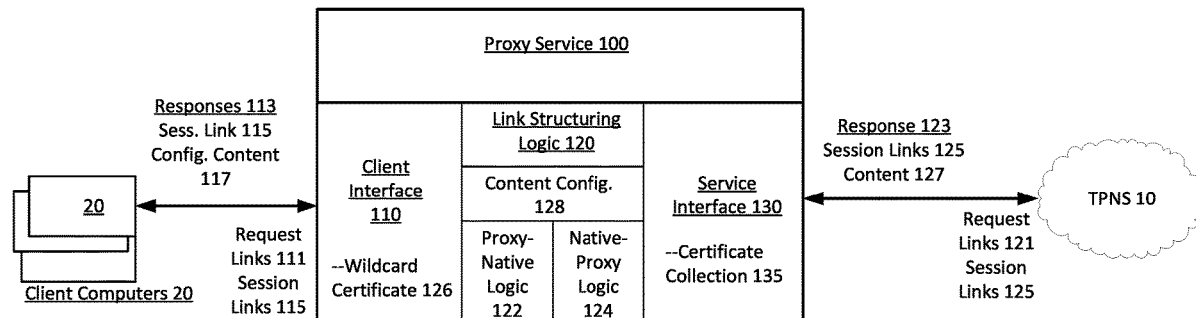 Proxy Service 100
Responses 113
Sess. Link 115
Config. Content
117
20
Client Computers 20
Request
Links 111
Session
Links 115
Client
Interface
110
--Wildcard
Certificate 126
Link Structuring
Logic 120
Content Config.
128
Proxy-
Native
Logic
122
Native-
Proxy
Logic
124
Service
Interface 130
--Certificate
Collection 135
Response 123
Session Links 125
Content 127
Request
Links 121
Session
Links 125
TPNS 10